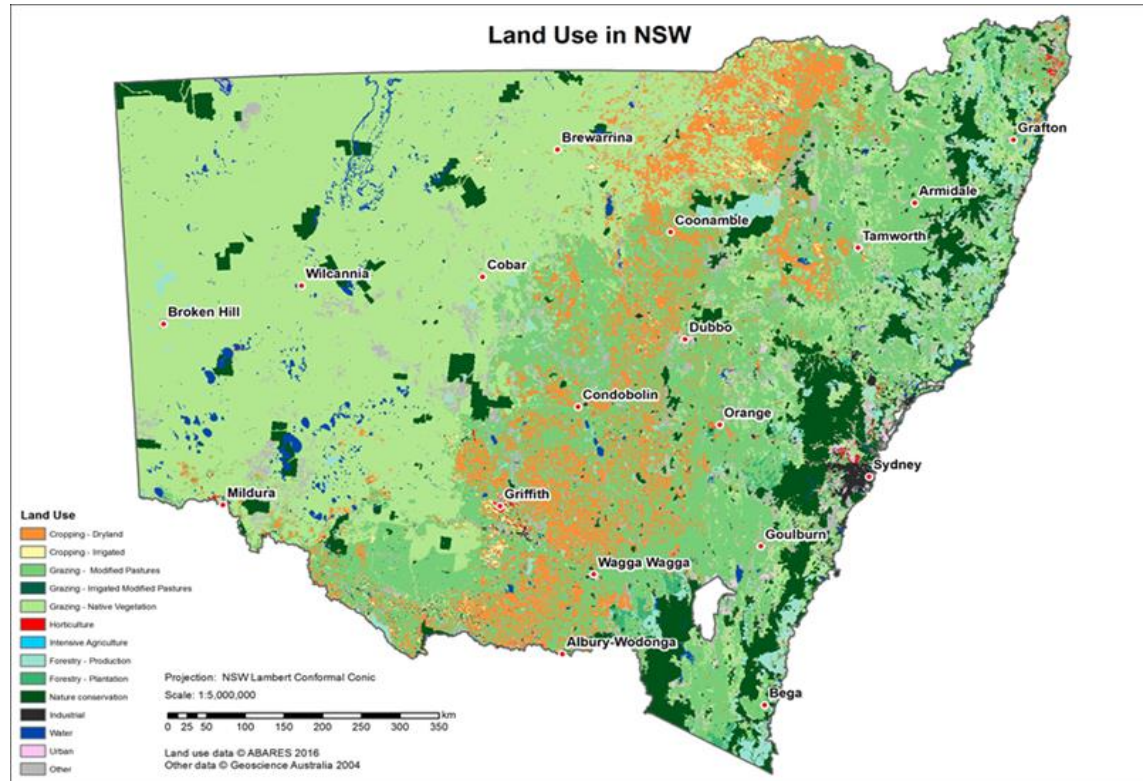 Land Use in NSW
Grafton
Brewarrina
Armidale
Coonamble
Tamworth
Cobar
Wilcannia
Broken Hill
Dubbo
Condobolin
Orange
Sydney
Mildura
Griffith
Goulburn
Wagga Wagga
Albury-Wodonga
Bega
Land Use
Cropping - Dryland
Cropping - Irrigated
Grazing - Modified Pastures
Grazing - Irrigated Modified Pastures
Grazing - Native Vegetation
Horticulture
Intensive Agriculture
Forestry - Production
Forestry - Plantation
Nature conservation
Industrial
Water
Urban
Other
Projection: NSW Lambert Conformal Conic
Scale: 1:5,000,000
km
0 25 50 100 150 200 250 300 350
Land use data © ABARES 2016
Other data © Geoscience Australia 2004